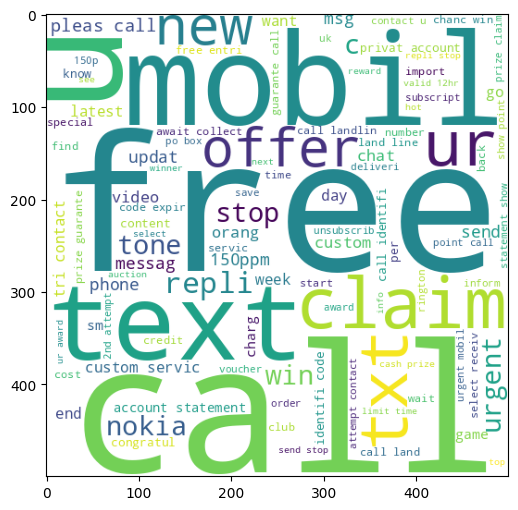 0
100
200
300
400
0
100
200
300
400
pleas call
new
want
msg
contact u
chanc win
free entri
uk
c
privat account
repli stop
u
150p
know
see
mobil
guarante call
reward
import
valid 12hr
subscript
hot
go
prize claim
latest
special
await collect
po box
call landlin
number
land line
show point
find
updat
offer
next
chat
deliveri
ur
back
winner
time
free
video
save
day
code expir
stop
content
select
orang
unsubscrib
custom
call identifi
per
send
point call
statement show
tri contact
prize guarante
tone
servic
messag
150ppm
auction
phone
repli
week
start
info
rington
inform
text
claim
award
sm
2nd attempt
ur award
credit
charg
custom servic
cost
voucher
win
txt
cash prize
urgent mobil
select receiv
urgent
call
account statement
order
identifi code
attempt contact
limit time
wait
end
nokia
club
game
congratul
send stop
call land
top